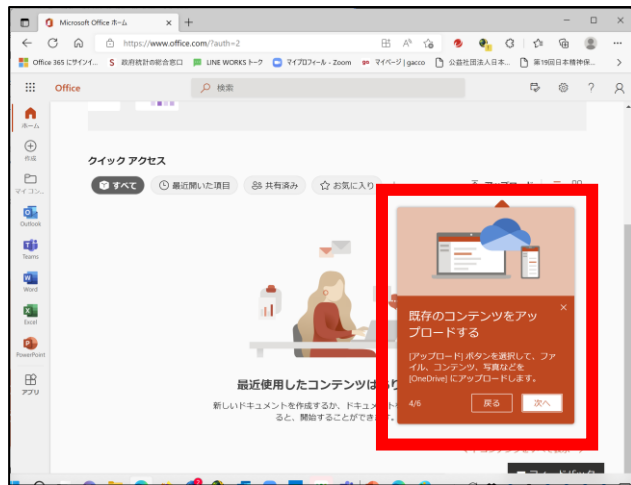 Microsoft Office ホーム
https://www.office.com/?auth=2
Office 365 にサインイ...
政府統計の総合窓口
LINE WORKS トーク
マイプロフィール - Zoom
マイページ | gacco
公益社団法人日本...
第19回日本精神保...
Office
検索
ホーム
作成
マイコン...
Outlook
Teams
Word
Excel
PowerPoint
アプリ
クイック アクセス
すべて
最近開いた項目
共有済み
お気に入り
既存のコンテンツをアッ
プロードする
[アップロード] ボタンを選択して、ファ
イル、コンテンツ、写真などを
[OneDrive] にアップロードします。
4/6
戻る
次へ
最近使用したコンテンツは
新しいドキュメントを作成するか、ドキュメント
ると、開始することができ